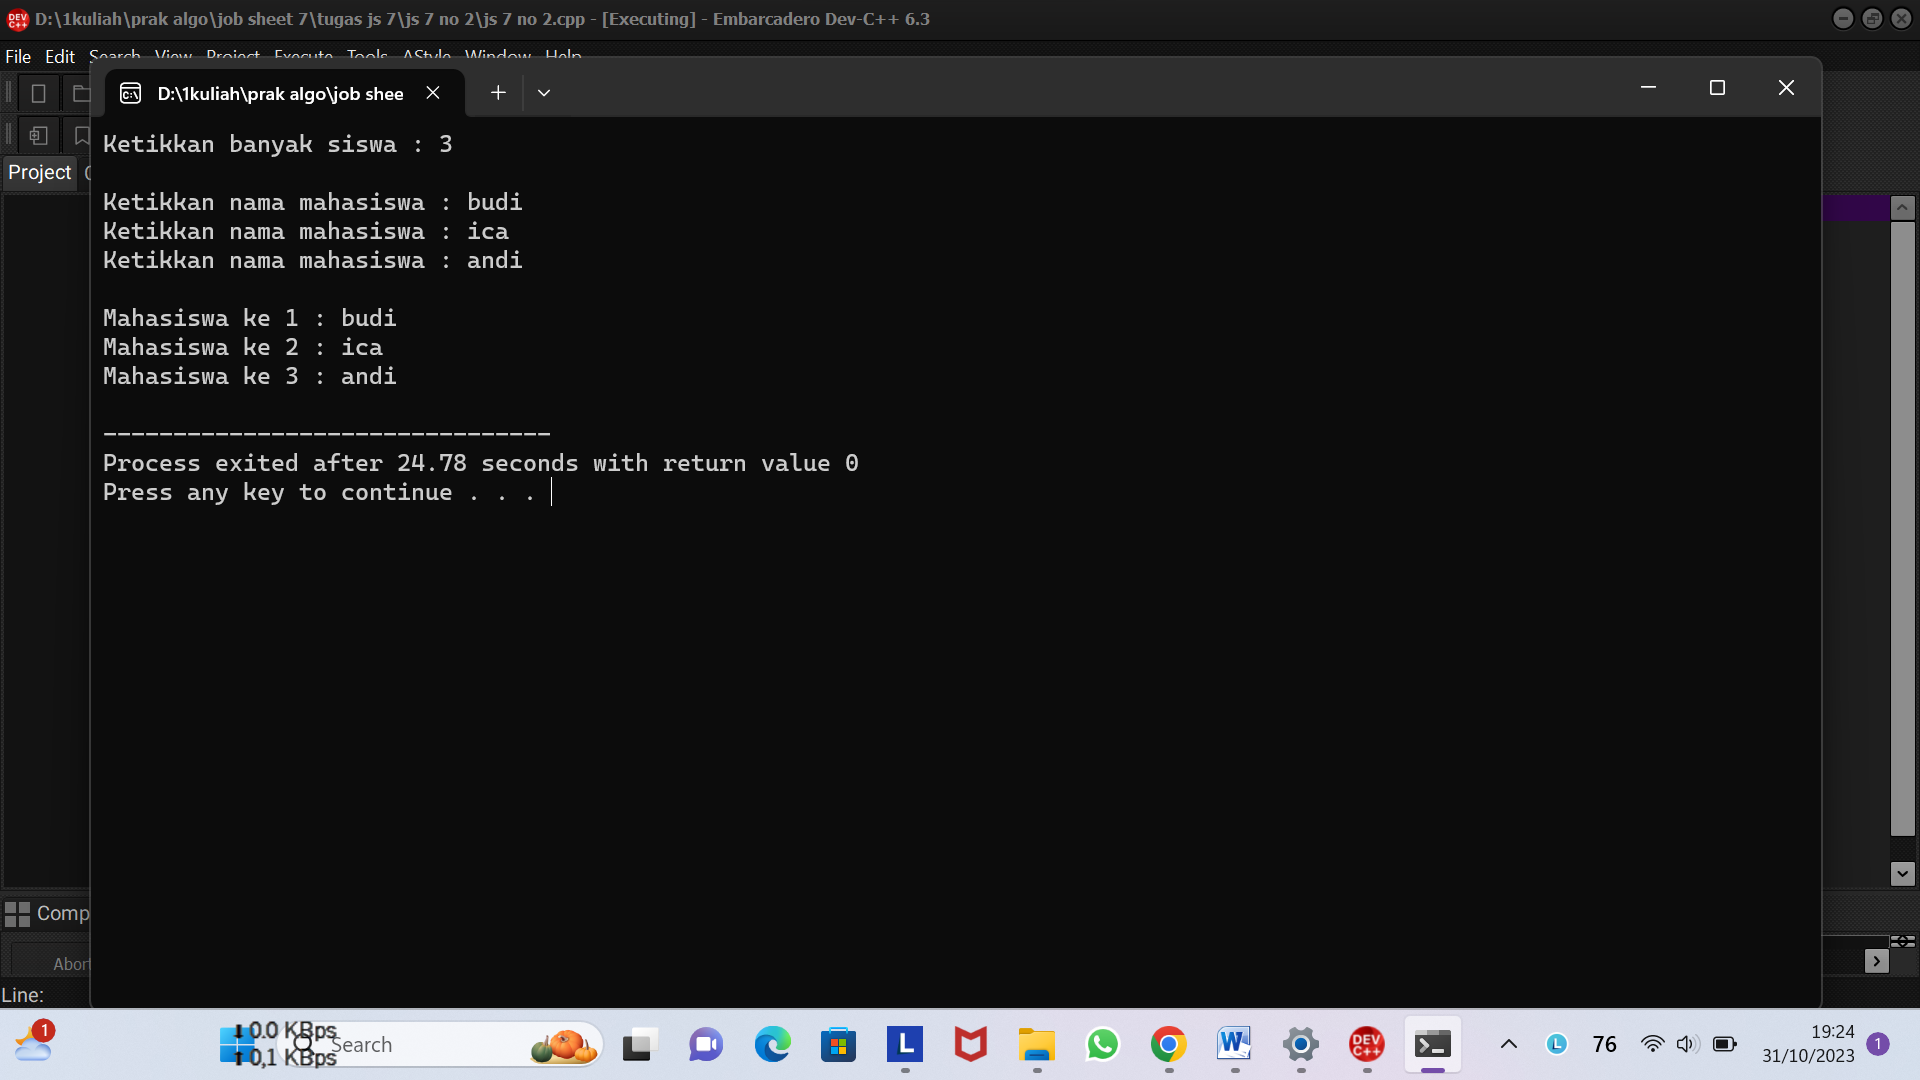 D:\1kuliah\prak algo\job sheet 7\tugas js 7\js 7 no 2\js 7 no 2.cpp - [Executing] - Embarcadero Dev-C++ 6.3
File Edit Search View Project Execute Tools AStyle Window Help
D:\1kuliah\prak algo\job shee
Project
Ketikkan banyak siswa : 3
Ketikkan nama mahasiswa : budi
Ketikkan nama mahasiswa : ica
Ketikkan nama mahasiswa : andi
Mahasiswa ke 1 : budi
Mahasiswa ke 2 : ica
Mahasiswa ke 3 : andi
--------------------------------
Process exited after 24.78 seconds with return value 0
Press any key to continue . . .
Comp
Abort
Line:
1
0.0 KBps
0,1 KBps
Search
L
W
DEV C++
L
76
19:24
31/10/2023
1